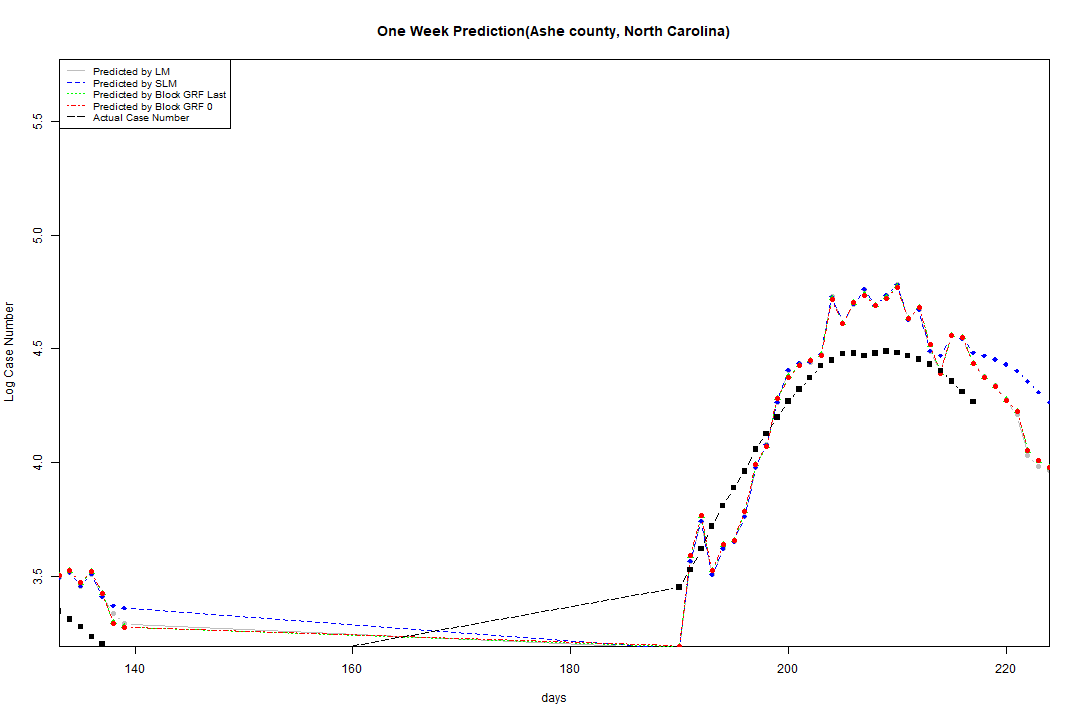 One Week Prediction(Ashe county, North Carolina)
Predicted by LM
Predicted by SLM
Predicted by Block GRF Last
Predicted by Block GRF 0
Actual Case Number
Log Case Number
5.5
5.0
4.5
4.0
3.5
140 160 180 200 220
days